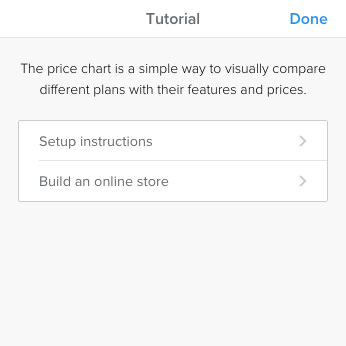 Tutorial
Done
The price chart is a simple way to visually compare
different plans with their features and prices.
Setup instructions
Build an online store